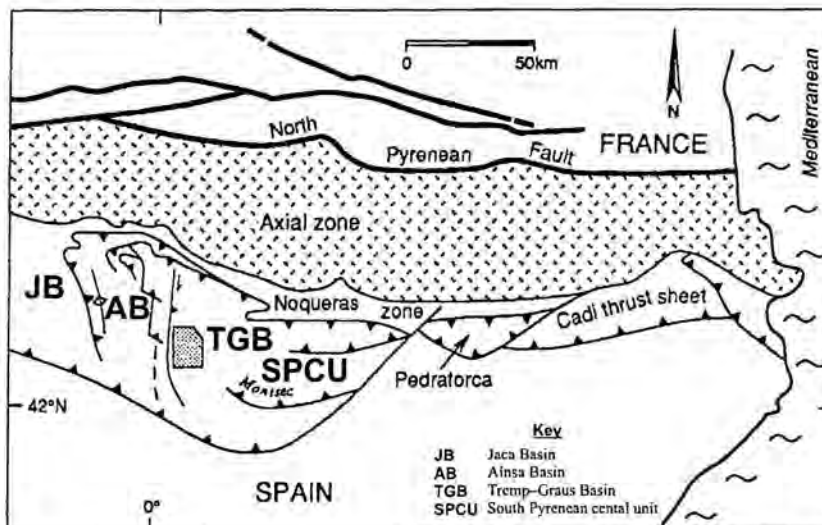 0 50km
N
Mediterranean
North
Pyrenean
Fault
FRANCE
Axial zone
JB
AB
Noqueras zone
Cadi thrust sheet
TGB
SPCU
Pedraforca
Monsec
42°N
Key
JB Jaca Basin
AB Ainsa Basin
TGB Tremp–Graus Basin
SPCU South Pyrenean cental unit
SPAIN
0°